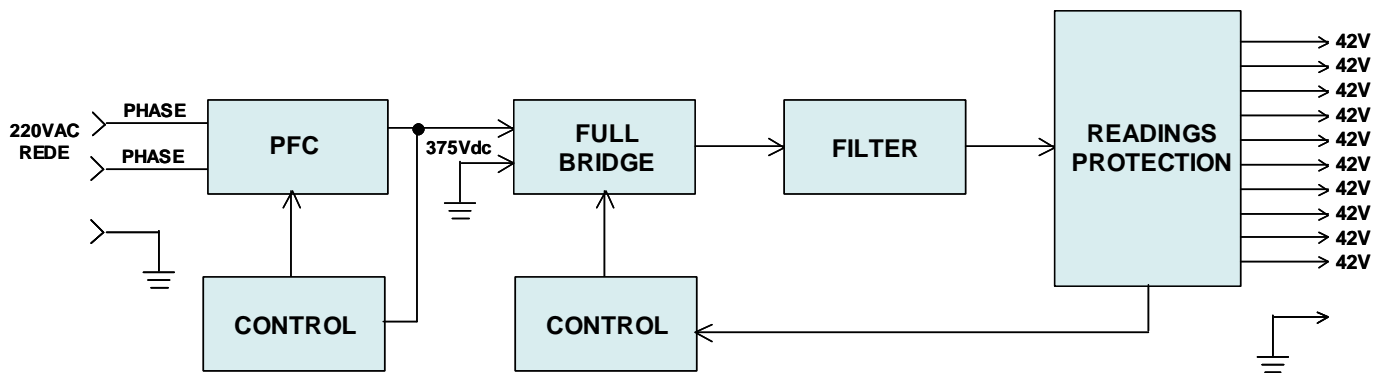 220VAC
REDE
PHASE
PHASE
PFC
375Vdc
FULL
BRIDGE
FILTER
READINGS
PROTECTION
42V
42V
42V
42V
42V
42V
42V
42V
42V
42V
CONTROL
CONTROL